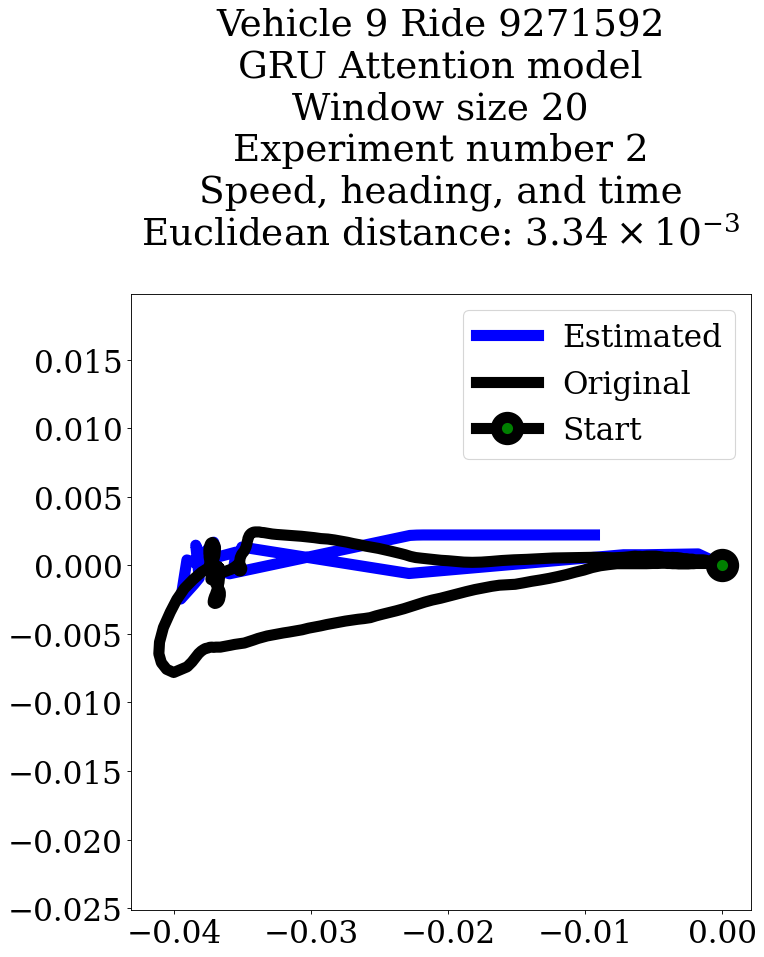 Vehicle 9 Ride 9271592
GRU Attention model
Window size 20
Experiment number 2
Speed, heading, and time
Euclidean distance: 3.34 × 10⁻³
Estimated
Original
Start
0.015
0.010
0.005
0.000
−0.005
−0.010
−0.015
−0.020
−0.025
−0.04 −0.03 −0.02 −0.01 0.00